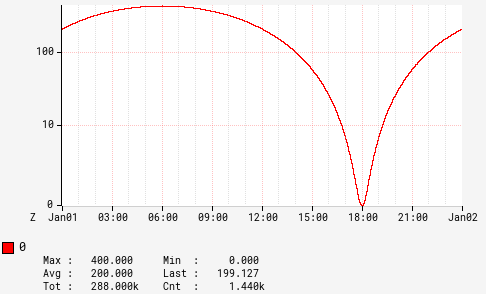 100
10
0
Z Jan01 03:00 06:00 09:00 12:00 15:00 18:00 21:00 Jan02
0
Max : 400.000 Min : 0.000
Avg : 200.000 Last : 199.127
Tot : 288.000k Cnt : 1.440k